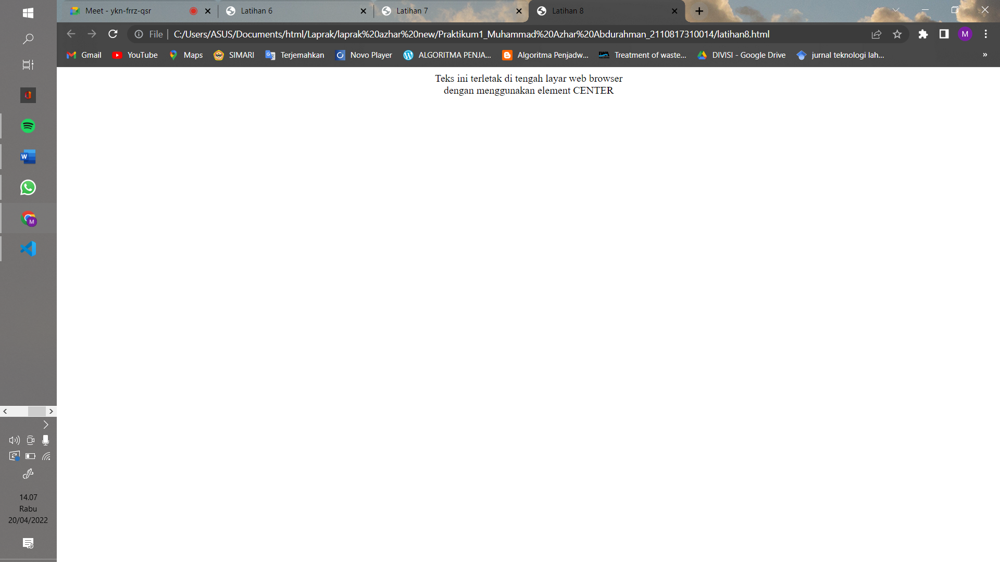 Meet - ykn-frrz-qsr
Latihan 6
Latihan 7
Latihan 8
File | C:/Users/ASUS/Documents/html/Laprak/laprak%20azhar%20new/Praktikum1_Muhammad%20Azhar%20Abdurahman_2110817310014/latihan8.html
M
Gmail
YouTube
Maps
SIMARI
Terjemahkan
Novo Player
ALGORITMA PENJA...
Algoritma Penjadw...
Treatment of waste...
DIVISI - Google Drive
jurnal teknologi lah...
»
Teks ini terletak di tengah layar web browser
dengan menggunakan element CENTER
W
M
14.07
Rabu
20/04/2022